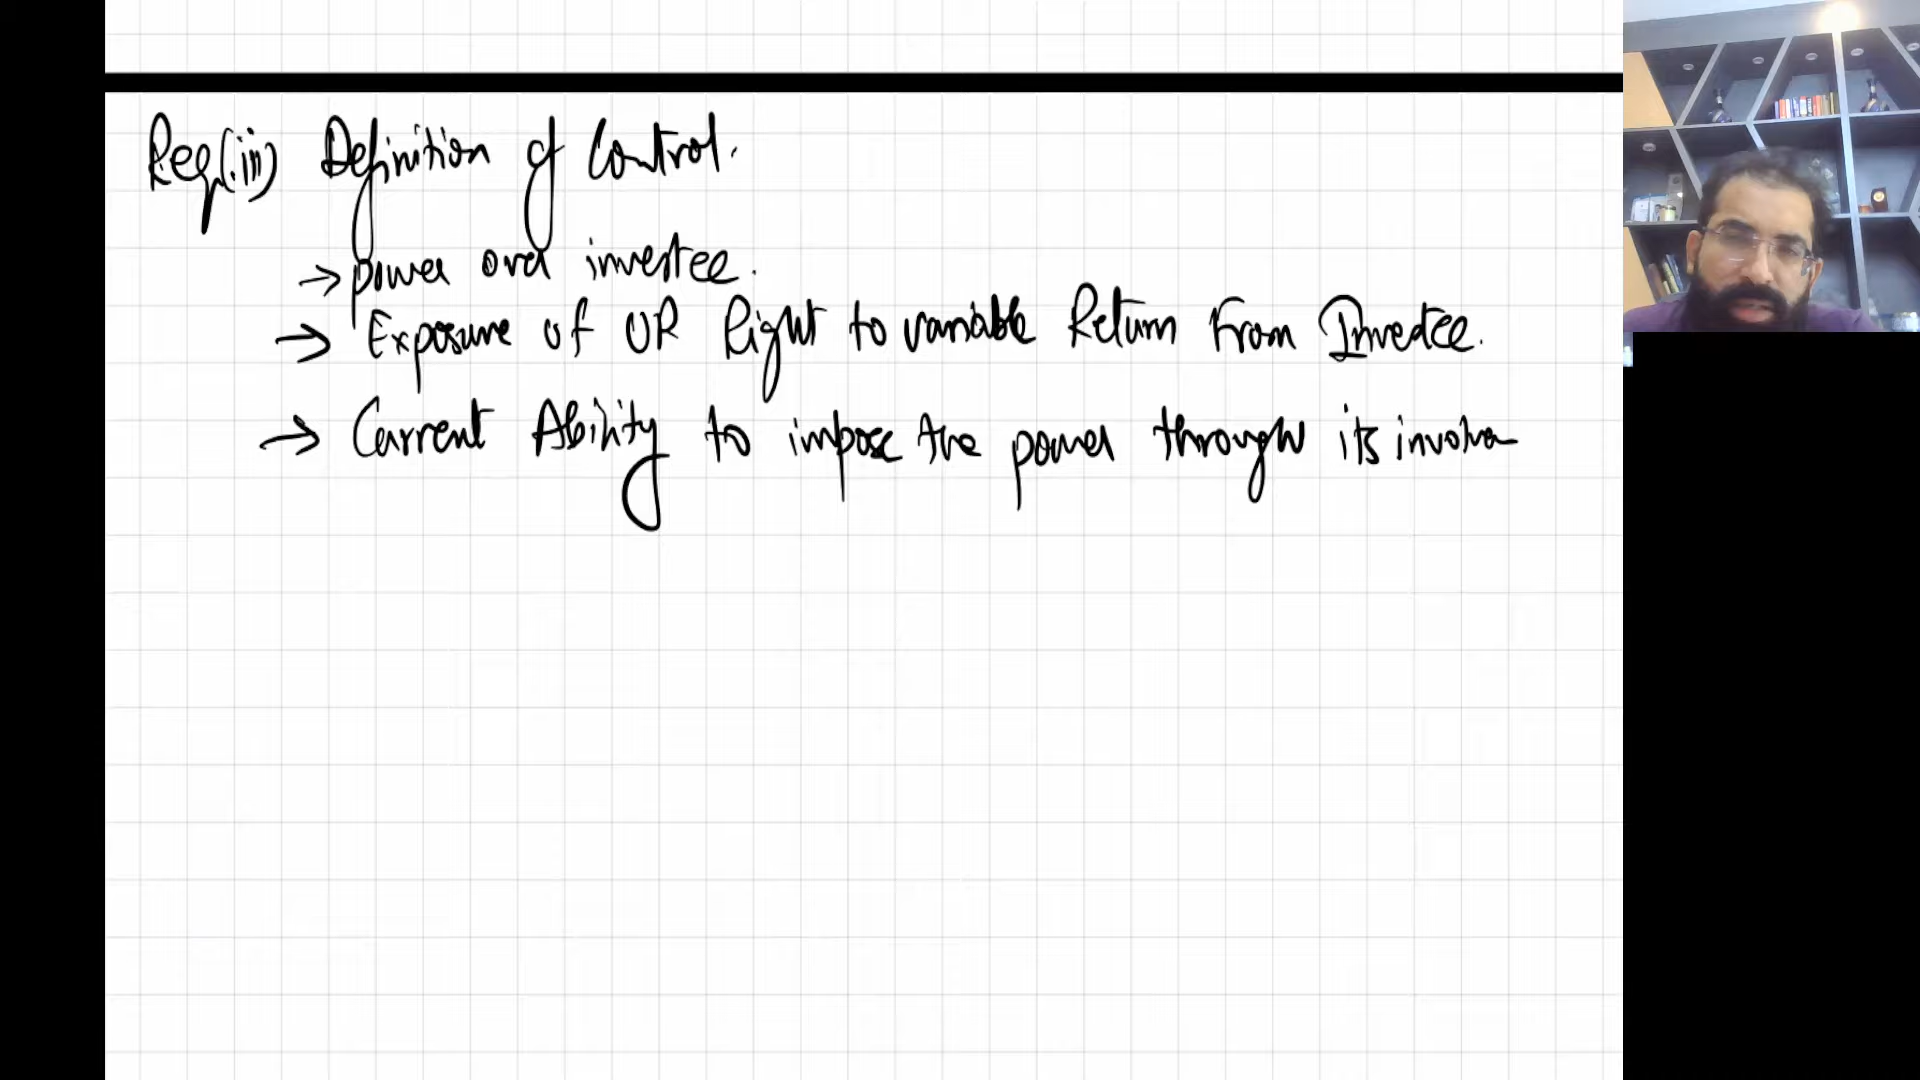 Req(iii) Definition of Control.
→ power over investee.
→ Exposure of OR Right to variable Return From Investee.
→ Current Ability to impose the power through its involve